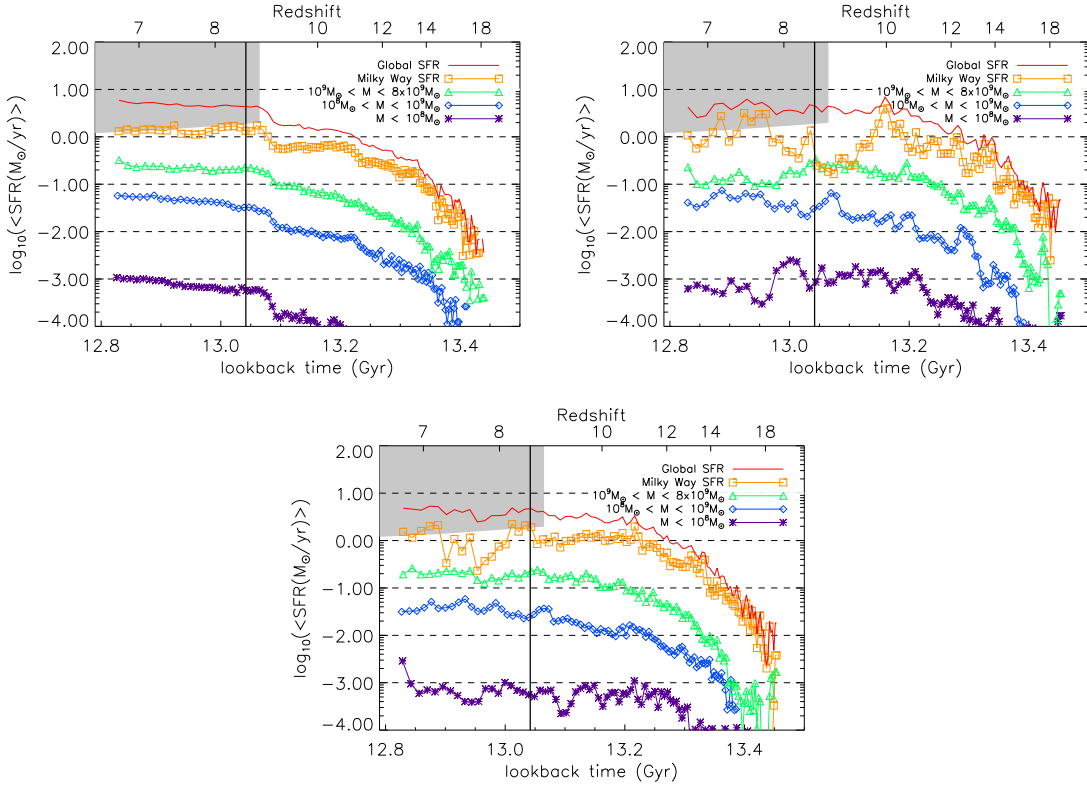 Redshift
7 8 10 12 14 18
2.00
1.00
0.00
−1.00
−2.00
−3.00
−4.00
log₁₀(<SFR(M☉/yr)>)
Global SFR
Milky Way SFR
10⁹M☉ < M < 8x10⁹M☉
10⁸M☉ < M < 10⁹M☉
M < 10⁸M☉
12.8 13.0 13.2 13.4
lookback time (Gyr)
Redshift
7 8 10 12 14 18
2.00
1.00
0.00
−1.00
−2.00
−3.00
−4.00
log₁₀(<SFR(M☉/yr)>)
Global SFR
Milky Way SFR
10⁹M☉ < M < 8x10⁹M☉
10⁸M☉ < M < 10⁹M☉
M < 10⁸M☉
12.8 13.0 13.2 13.4
lookback time (Gyr)
Redshift
7 8 10 12 14 18
2.00
1.00
0.00
−1.00
−2.00
−3.00
−4.00
log₁₀(<SFR(M☉/yr)>)
Global SFR
Milky Way SFR
10⁹M☉ < M < 8x10⁹M☉
10⁸M☉ < M < 10⁹M☉
M < 10⁸M☉
12.8 13.0 13.2 13.4
lookback time (Gyr)